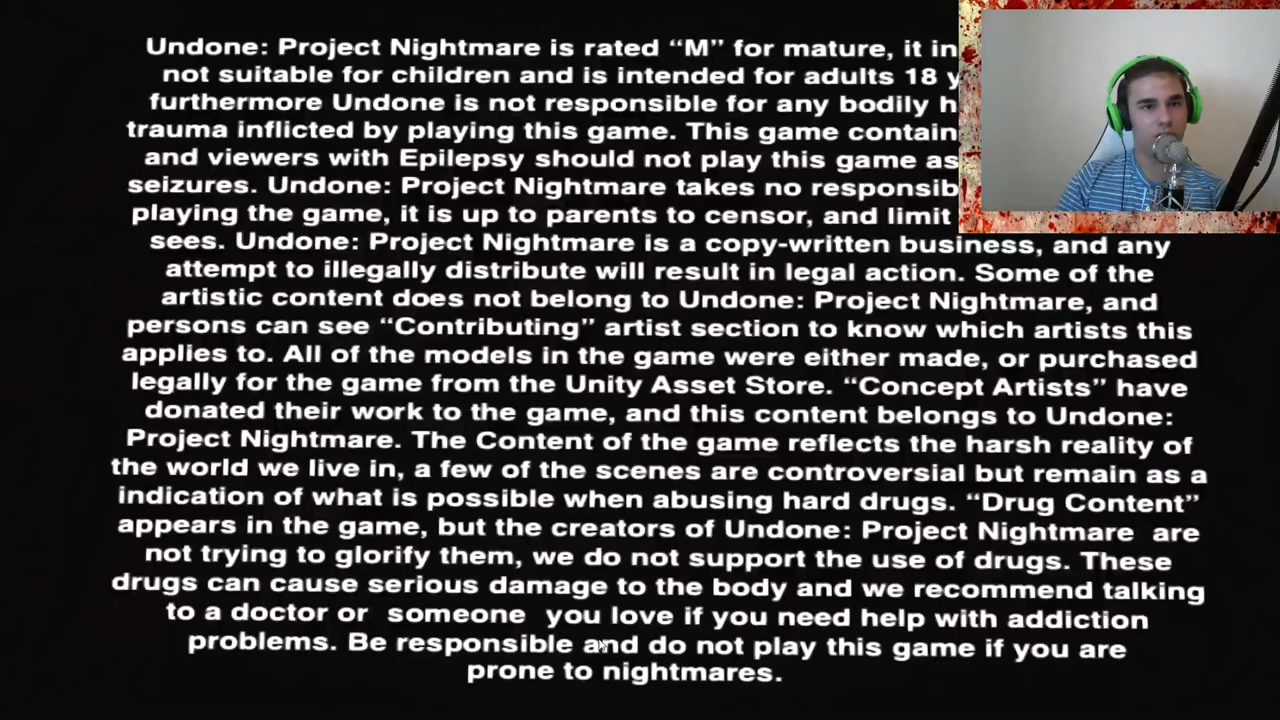 Undone: Project Nightmare is rated “M” for mature, it in
not suitable for children and is intended for adults 18 y
furthermore Undone is not responsible for any bodily h
trauma inflicted by playing this game. This game contain
and viewers with Epilepsy should not play this game as
seizures. Undone: Project Nightmare takes no responsib
playing the game, it is up to parents to censor, and limit
sees. Undone: Project Nightmare is a copy-written business, and any
attempt to illegally distribute will result in legal action. Some of the
artistic content does not belong to Undone: Project Nightmare, and
persons can see “Contributing” artist section to know which artists this
applies to. All of the models in the game were either made, or purchased
legally for the game from the Unity Asset Store. “Concept Artists” have
donated their work to the game, and this content belongs to Undone:
Project Nightmare. The Content of the game reflects the harsh reality of
the world we live in, a few of the scenes are controversial but remain as a
indication of what is possible when abusing hard drugs. “Drug Content”
appears in the game, but the creators of Undone: Project Nightmare are
not trying to glorify them, we do not support the use of drugs. These
drugs can cause serious damage to the body and we recommend talking
to a doctor or someone you love if you need help with addiction
problems. Be responsible and do not play this game if you are
prone to nightmares.